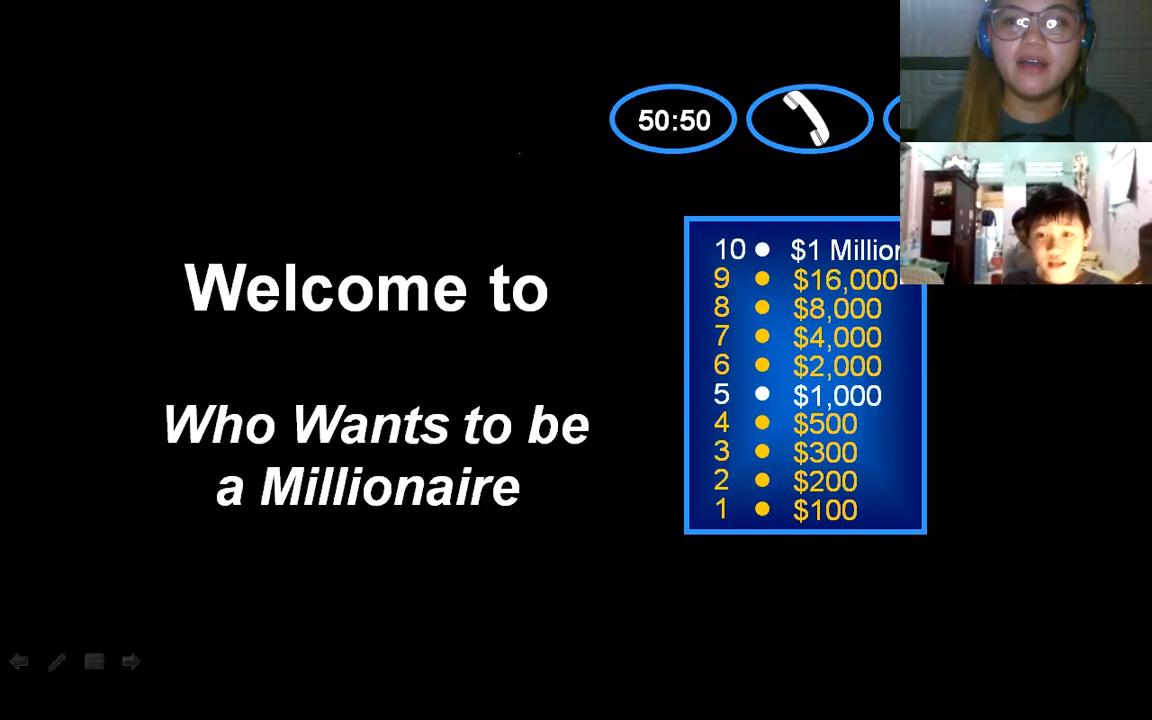 50:50
Welcome to
Who Wants to be
a Millionaire
10 • $1 Million
9 • $16,000
8 • $8,000
7 • $4,000
6 • $2,000
5 • $1,000
4 • $500
3 • $300
2 • $200
1 • $100